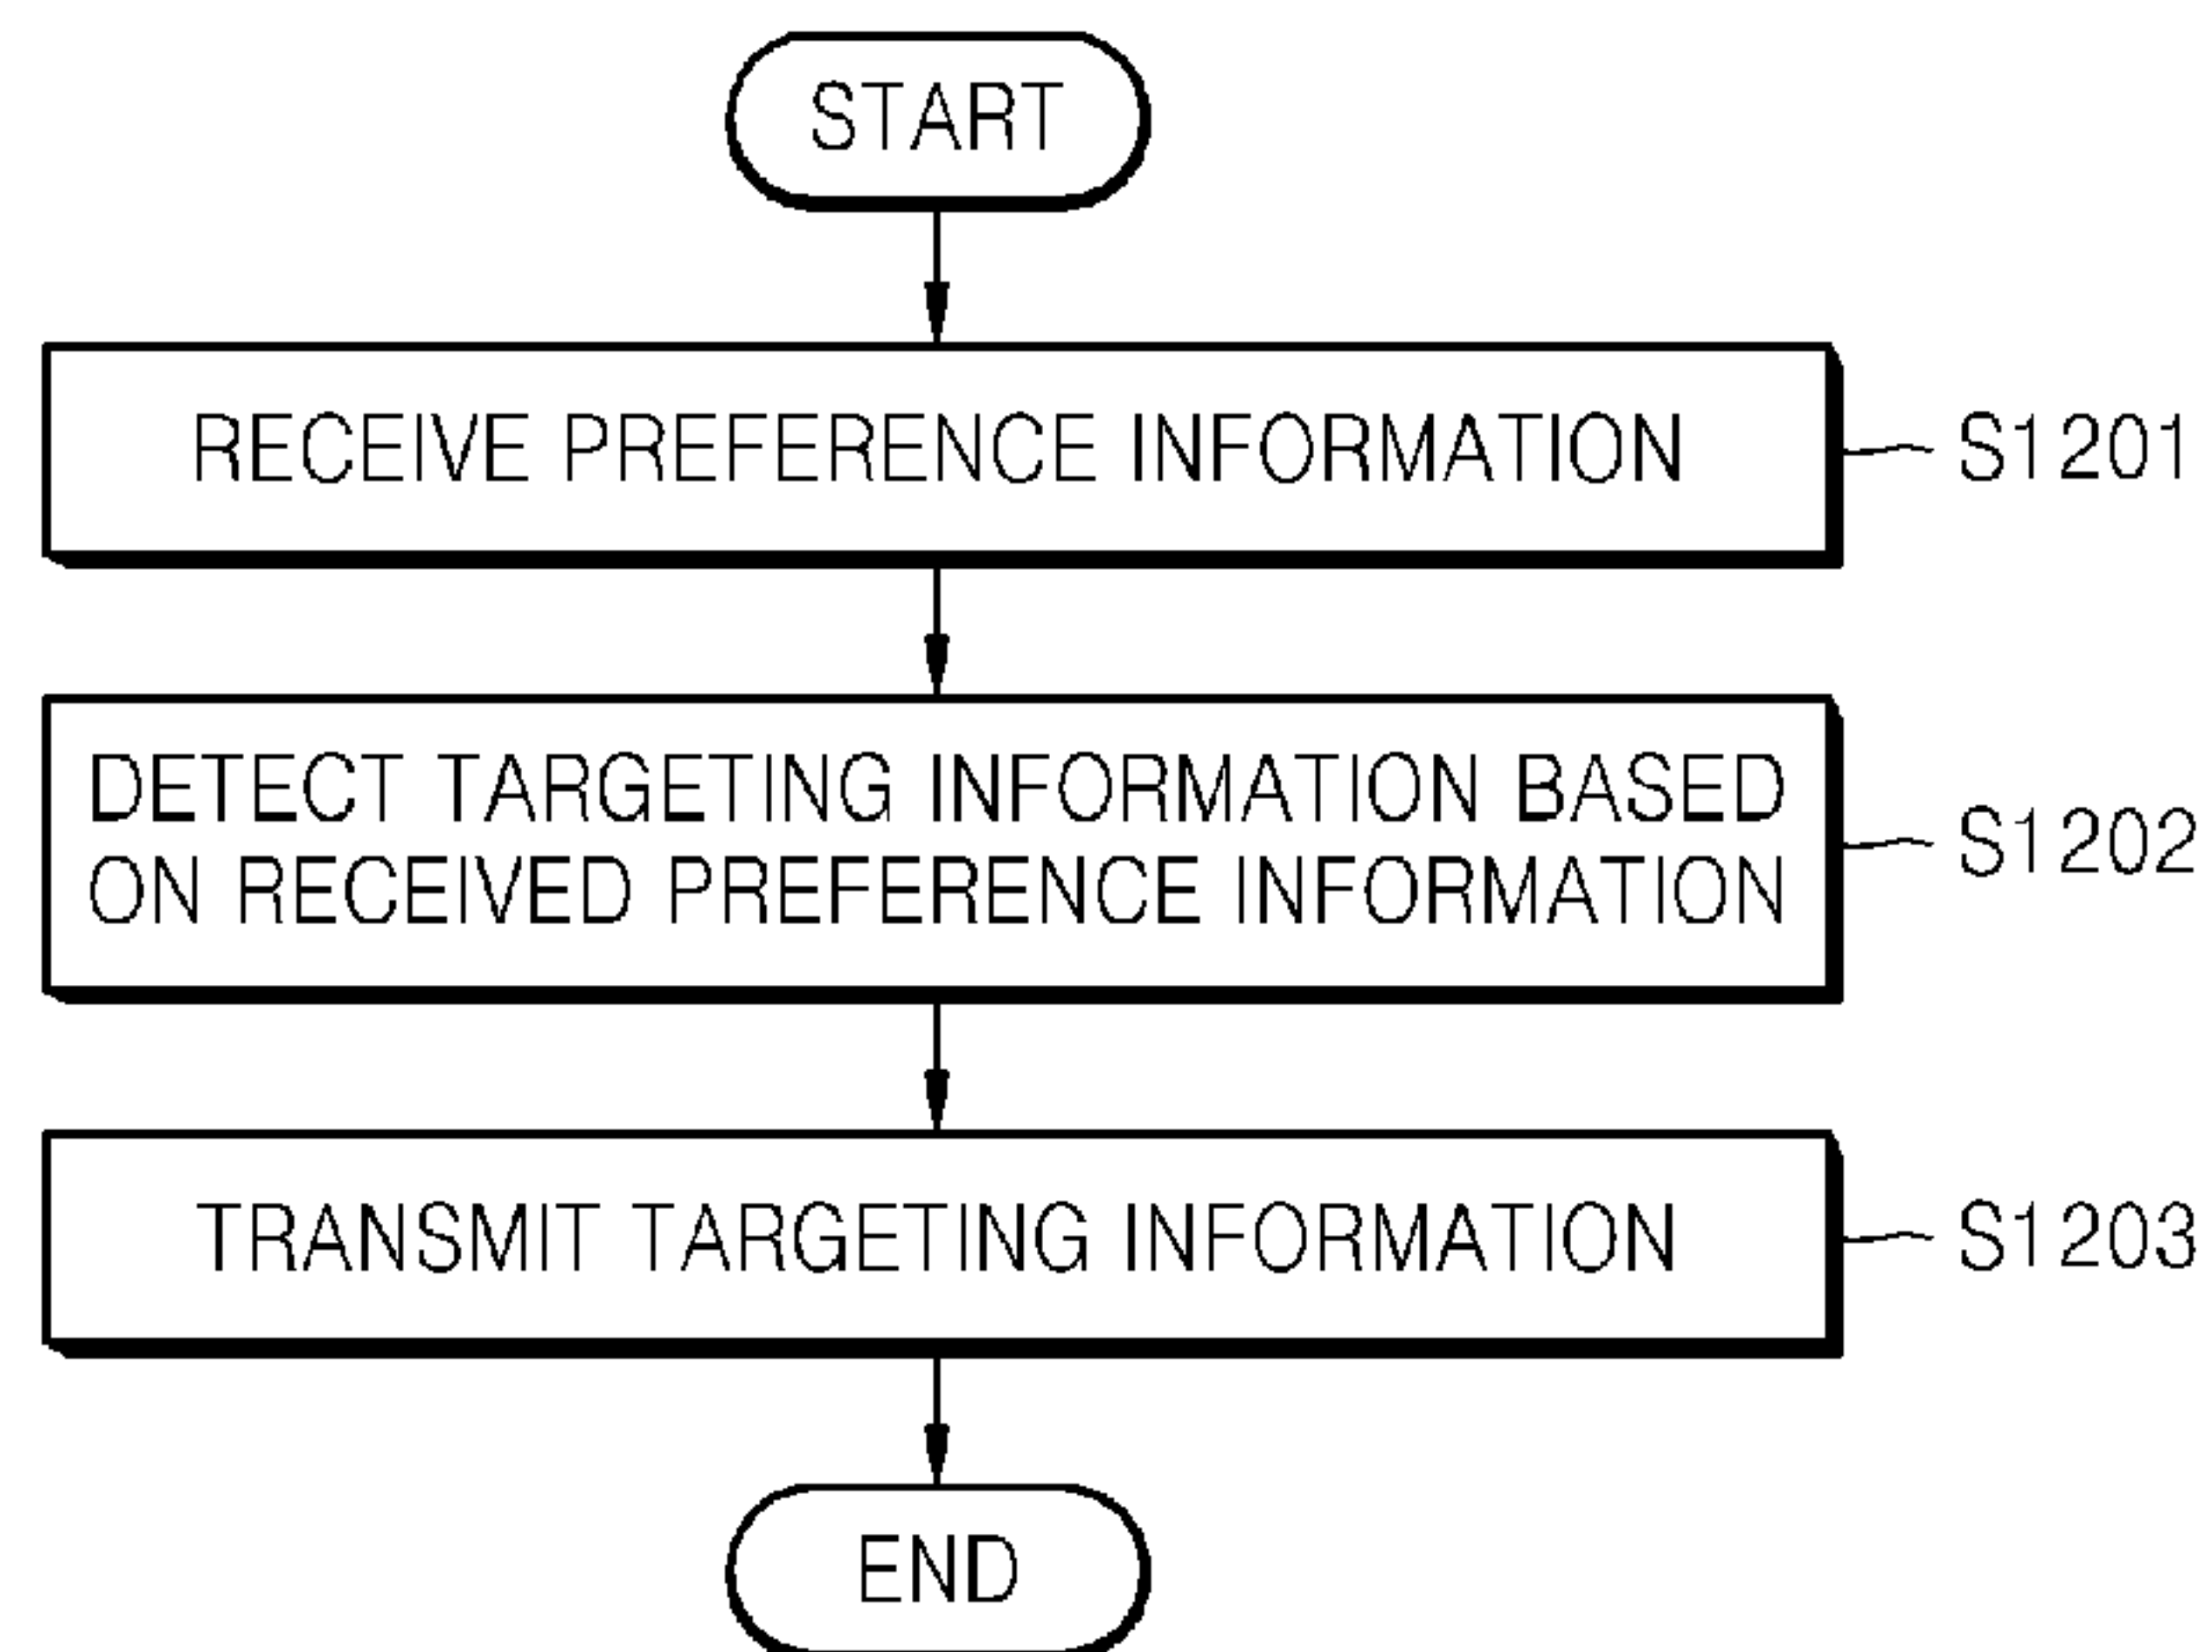 START
RECEIVE PREFERENCE INFORMATION
S1201
DETECT TARGETING INFORMATION BASED
ON RECEIVED PREFERENCE INFORMATION
S1202
TRANSMIT TARGETING INFORMATION
S1203
END